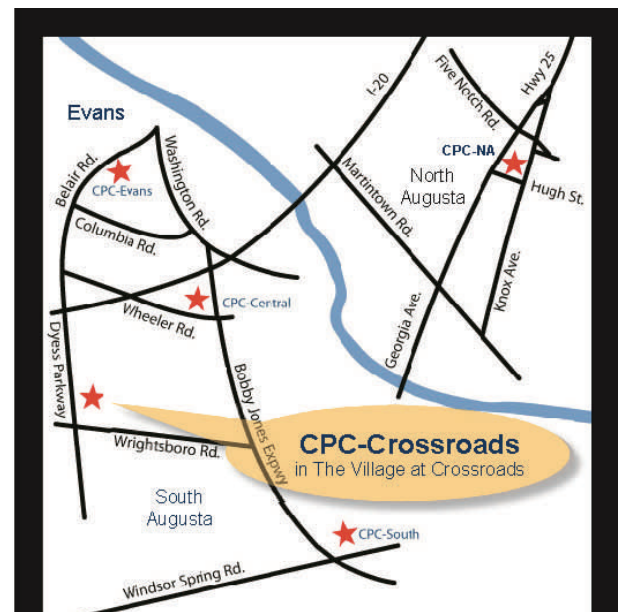 Evans
I-20
Hwy 25
Five Notch Rd.
CPC-NA
North
Augusta
Hugh St.
Belair Rd.
Washington Rd.
CPC-Evans
Columbia Rd.
Martintown Rd.
Knox Ave.
Georgia Ave.
CPC-Central
Wheeler Rd.
Dyess Parkway
Bobby Jones Expwy
CPC-Crossroads
in The Village at Crossroads
Wrightsboro Rd.
South
Augusta
CPC-South
Windsor Spring Rd.